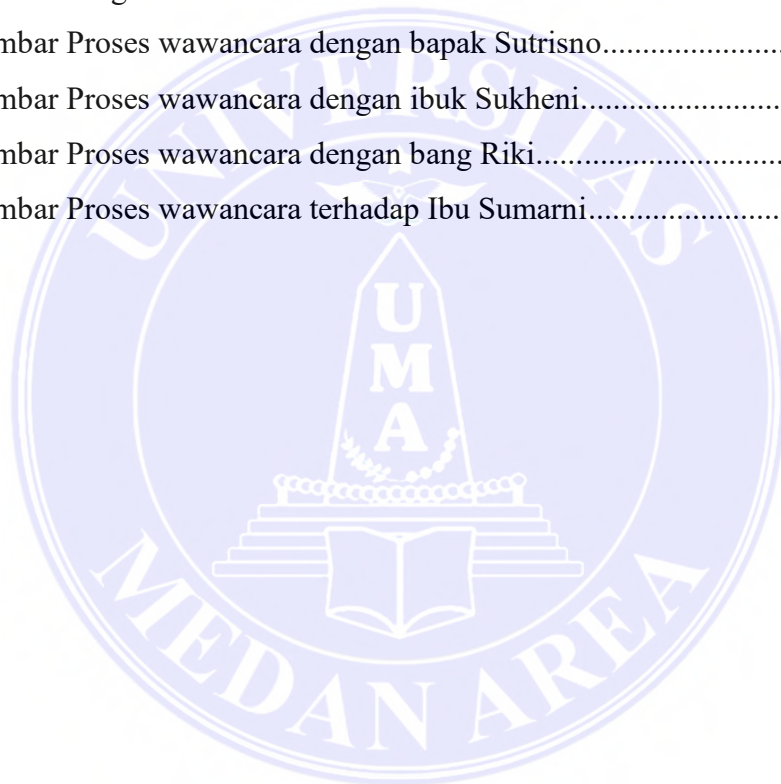 mbar Proses wawancara dengan bapak Sutrisno......................
mbar Proses wawancara dengan ibuk Sukheni.........................
mbar Proses wawancara dengan bang Riki...............................
mbar Proses wawancara terhadap Ibu Sumarni........................
UNIVERSITAS
U
M
A
MEDAN AREA